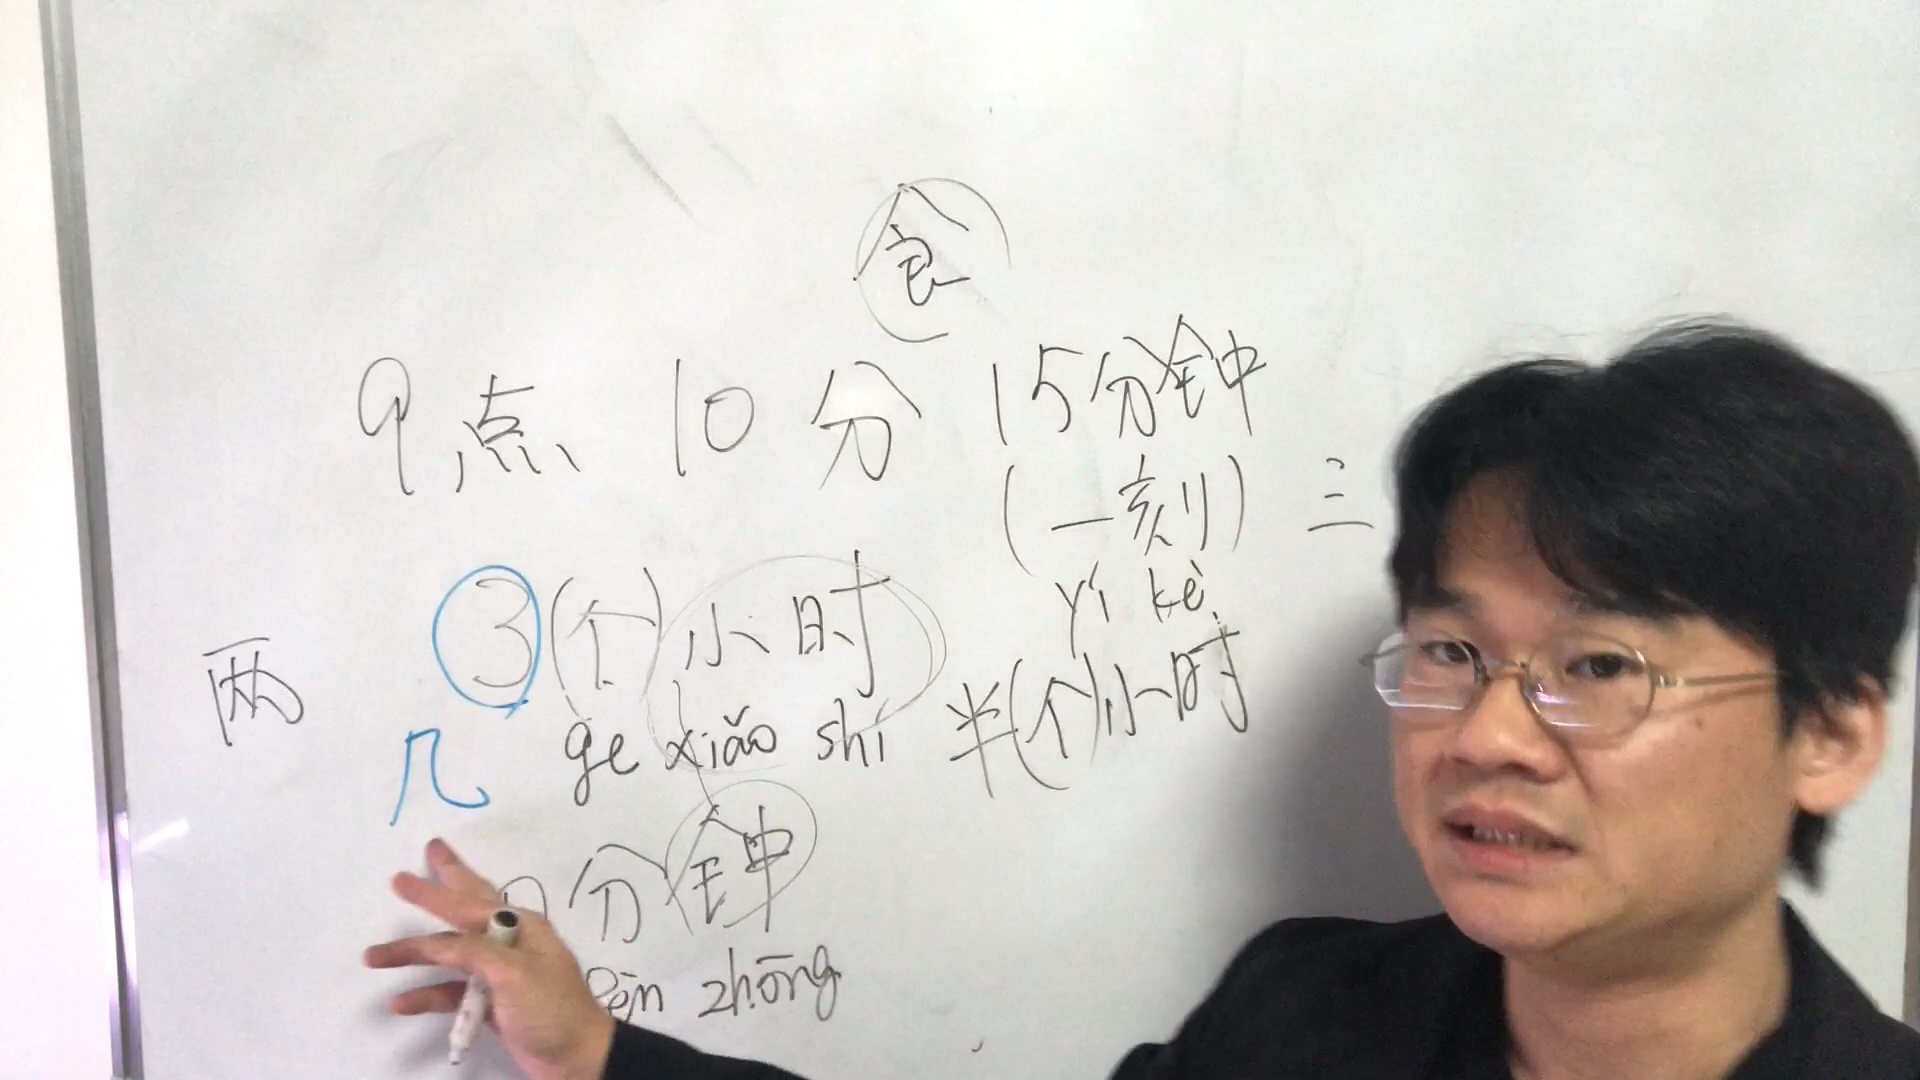 食
9点 10分 15分钟
(一刻) 三
yí kè
两 3(个)小时
几 ge xiǎo shí 半(个)小时
分钟
zhōng